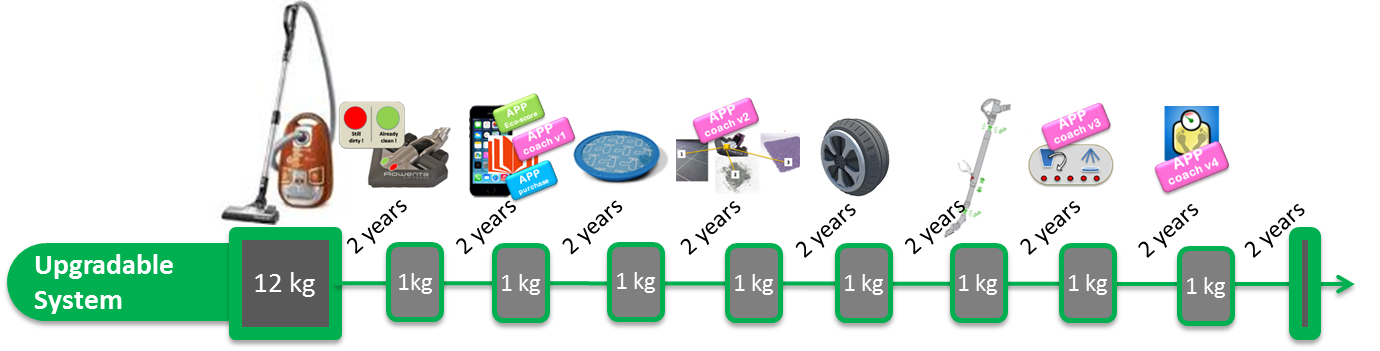 Still
dirty !
Already
clean !
Rowenta
APP
Eco-score
APP
coach v1
APP
purchase
APP
coach v2
1
2
3
APP
coach v3
APP
coach v4
2 years
2 years
2 years
2 years
2 years
2 years
2 years
2 years
2 years
Upgradable
System
12 kg
1kg
1 kg
1 kg
1 kg
1 kg
1 kg
1 kg
1 kg